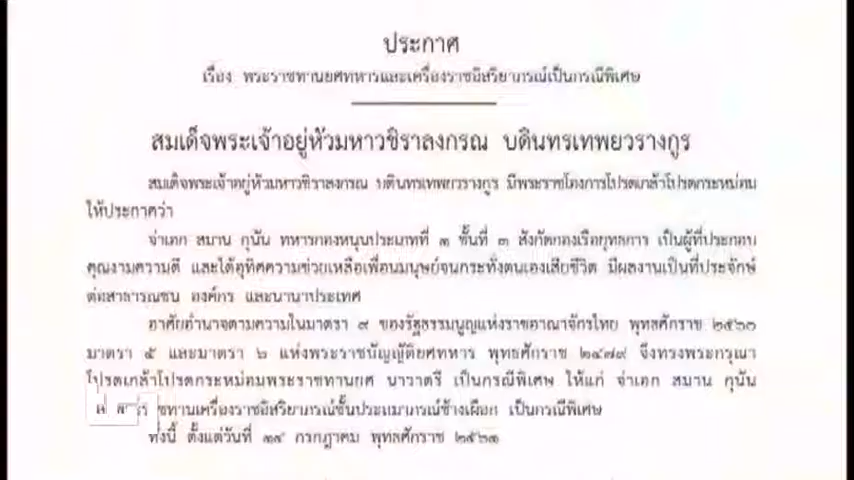 ประกาศ
เรื่อง พระราชทานยศทหารและเครื่องราชอิสริยาภรณ์เป็นกรณีพิเศษ
สมเด็จพระเจ้าอยู่หัวมหาวชิราลงกรณ บดินทรเทพยวรางกูร
สมเด็จพระเจ้าอยู่หัวมหาวชิราลงกรณ บดินทรเทพยวรางกูร มีพระราชโองการโปรดเกล้าโปรดกระหม่อม
ให้ประกาศว่า
จ่าเอก สมาน กุนัน ทหารกองหนุนประเภทที่ ๑ ชั้นที่ ๓ สังกัดกองเรือยุทธการ เป็นผู้ที่ประกอบ
คุณงามความดี และได้อุทิศความช่วยเหลือเพื่อนมนุษย์จนกระทั่งตนเองเสียชีวิต มีผลงานเป็นที่ประจักษ์
ต่อสาธารณชน องค์กร และนานาประเทศ
อาศัยอำนาจตามความในมาตรา ๙ ของรัฐธรรมนูญแห่งราชอาณาจักรไทย พุทธศักราช ๒๕๖๐
มาตรา ๕ และมาตรา ๖ แห่งพระราชบัญญัติยศทหาร พุทธศักราช ๒๔๗๙ จึงทรงพระกรุณา
โปรดเกล้าโปรดกระหม่อมพระราชทานยศ นาวาตรี เป็นกรณีพิเศษ ให้แก่ จ่าเอก สมาน กุนัน
ราชทานเครื่องราชอิสริยาภรณ์ชั้นประถมาภรณ์ช้างเผือก เป็นกรณีพิเศษ
ทั้งนี้ ตั้งแต่วันที่ ๑๔ กรกฎาคม พุทธศักราช ๒๕๖๑